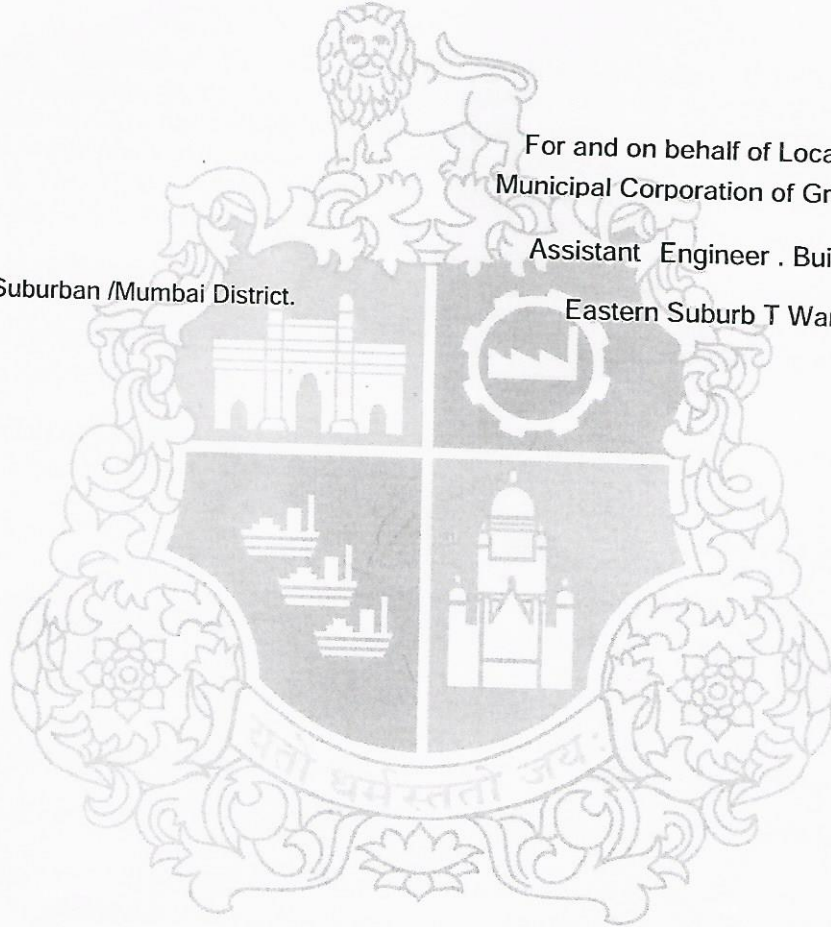 For and on behalf of Loca
Municipal Corporation of Gr
Assistant Engineer . Bui
Suburban /Mumbai District.
Eastern Suburb T War
यतो धर्मस्ततो जय: